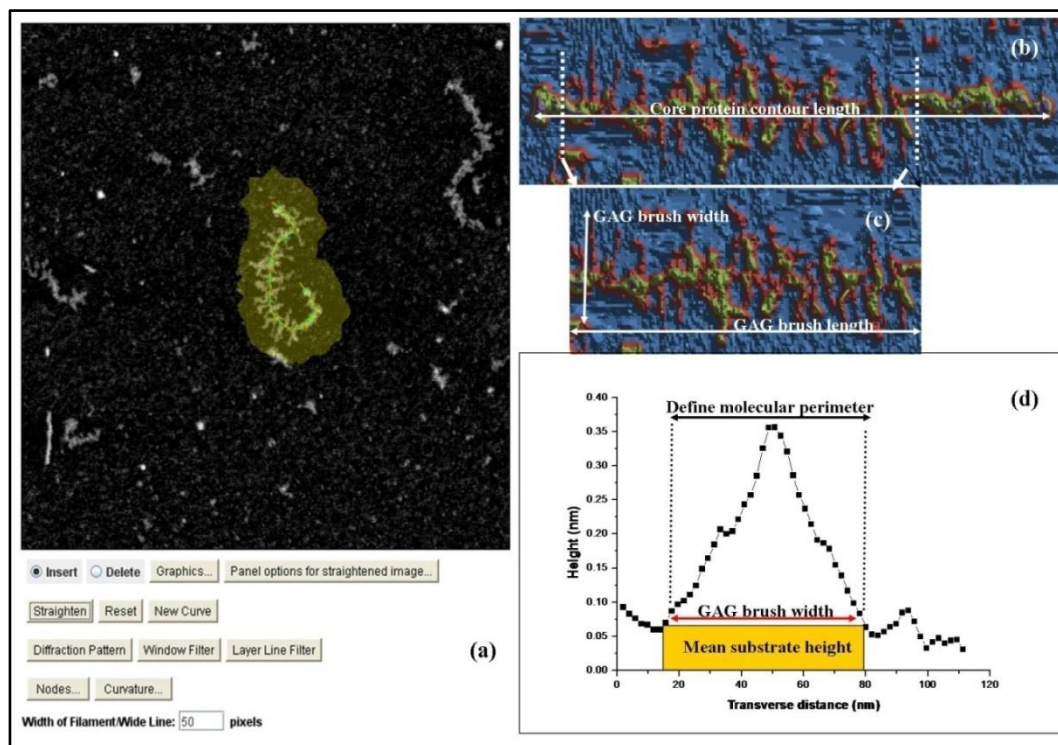 Insert Delete Graphics... Panel options for straightened image...
Straighten Reset New Curve
(a)
Diffraction Pattern Window Filter Layer Line Filter
Nodes... Curvature...
Width of Filament/Wide Line: 50 pixels
(b)
Core protein contour length
GAG brush width
(c)
GAG brush length
(d)
Define molecular perimeter
0.40
0.35
0.30
0.25
0.20
0.15
0.10
0.05
0.00
Height (nm)
GAG brush width
Mean substrate height
0 20 40 60 80 100 120
Transverse distance (nm)